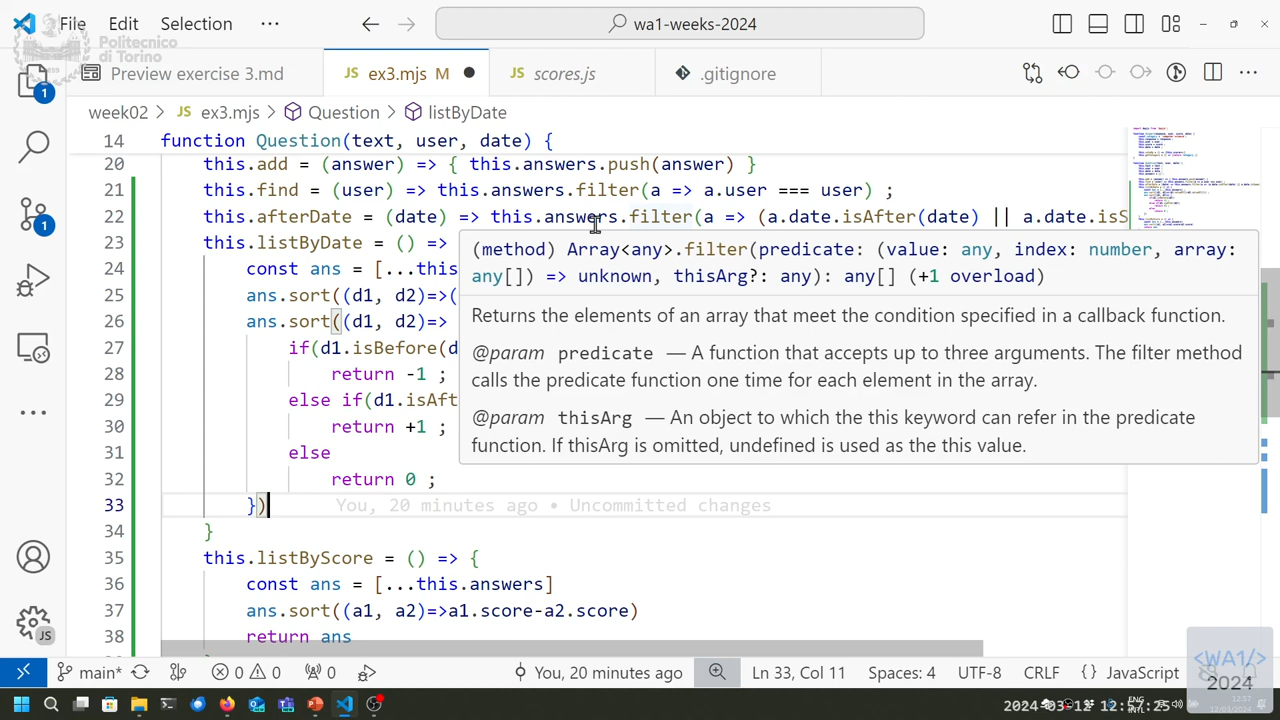 File Edit Selection ··· wa1-weeks-2024
Politecnico
di Torino
Preview exercise 3.md JS ex3.mjs M JS scores.js .gitignore
week02 > JS ex3.mjs > Question > listByDate
14 function Question(text, user, date) {
20 this.add = (answer) => { this.answers.push(answer) }
21 this.find = (user) => this.answers.filter(a => a.user === user);
22 this.afterDate = (date) => this.answers.filter(a => (a.date.isAfter(date) || a.date.isS
23 this.listByDate = () =>
24 const ans = [...this
25 ans.sort((d1, d2)=>(
26 ans.sort((d1, d2)=>
27 if(d1.isBefore(d
28 return -1 ;
29 else if(d1.isAft
30 return +1 ;
31 else
32 return 0 ;
33 }) You, 20 minutes ago • Uncommitted changes
34 }
35 this.listByScore = () => {
36 const ans = [...this.answers]
37 ans.sort((a1, a2)=>a1.score-a2.score)
38 return ans
(method) Array<any>.filter(predicate: (value: any, index: number, array:
any[]) => unknown, thisArg?: any): any[] (+1 overload)
Returns the elements of an array that meet the condition specified in a callback function.
@param predicate — A function that accepts up to three arguments. The filter method
calls the predicate function one time for each element in the array.
@param thisArg — An object to which the this keyword can refer in the predicate
function. If thisArg is omitted, undefined is used as the this value.
1
1
JS
main* 0 0 0 You, 20 minutes ago Ln 33, Col 11 Spaces: 4 UTF-8 CRLF {} JavaScript
<WA1/>
2024
ENG
INTL
2024-03-12 12:57:25